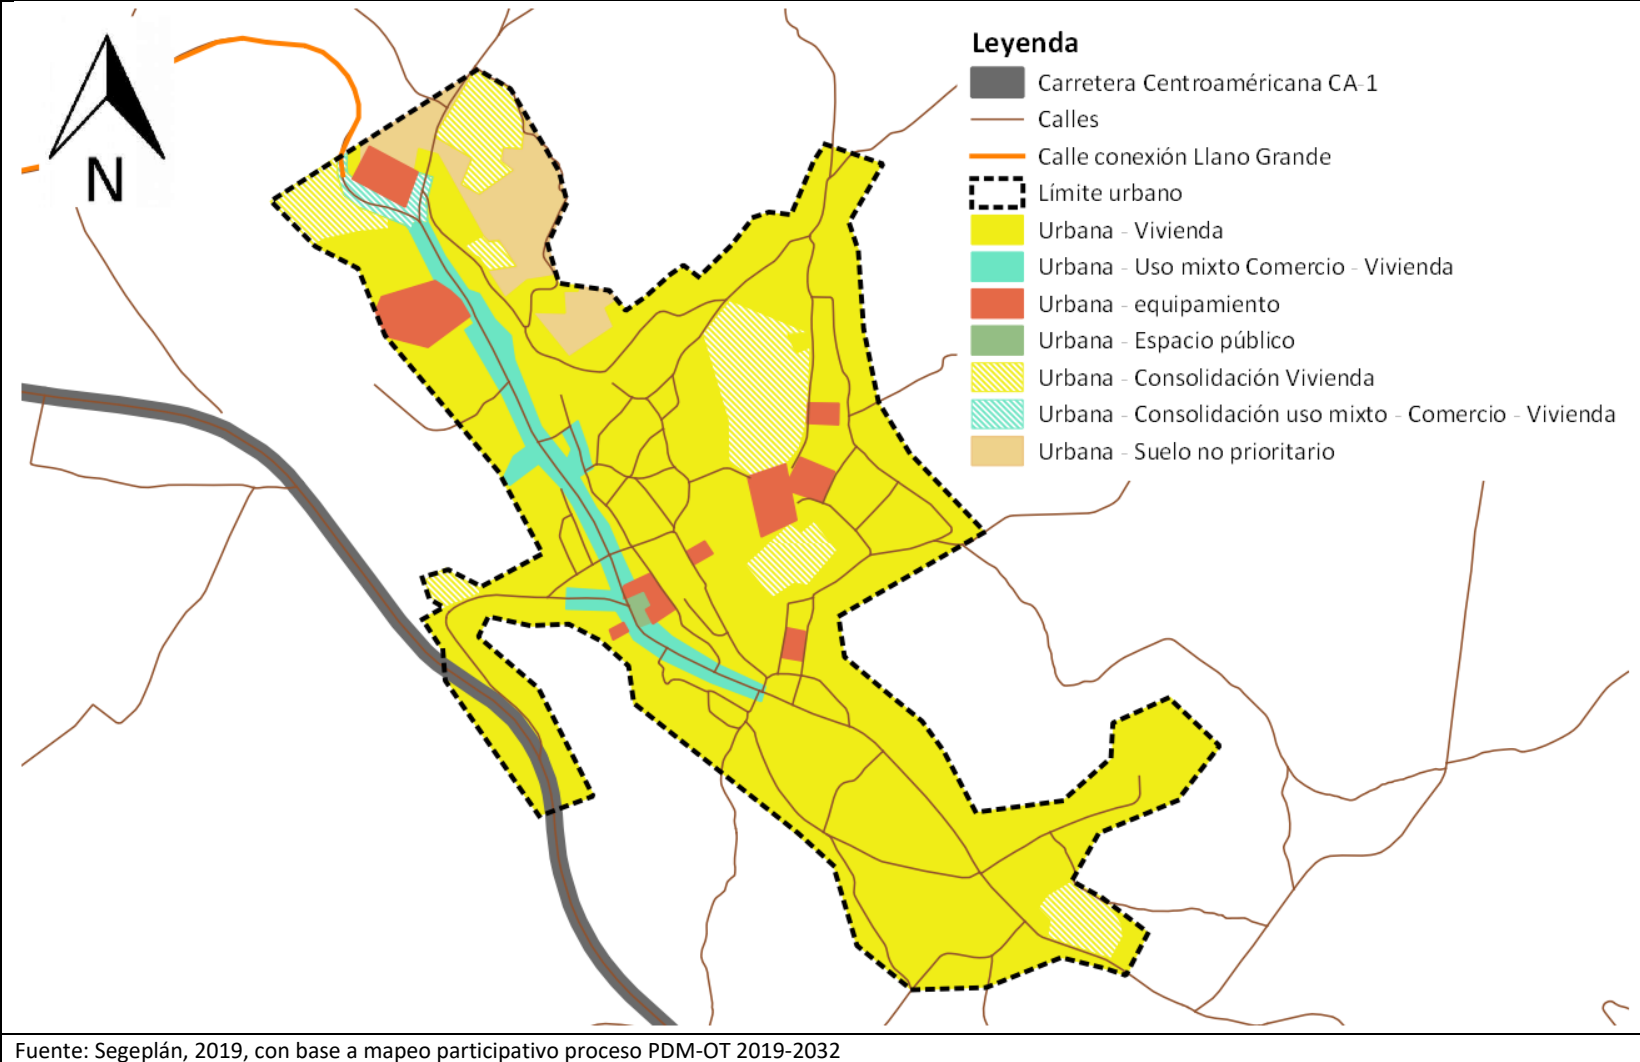 N
Leyenda
Carretera Centroaméricana CA-1
Calles
Calle conexión Llano Grande
Límite urbano
Urbana - Vivienda
Urbana - Uso mixto Comercio - Vivienda
Urbana - equipamiento
Urbana - Espacio público
Urbana - Consolidación Vivienda
Urbana - Consolidación uso mixto - Comercio - Vivienda
Urbana - Suelo no prioritario
Fuente: Segeplán, 2019, con base a mapeo participativo proceso PDM-OT 2019-2032